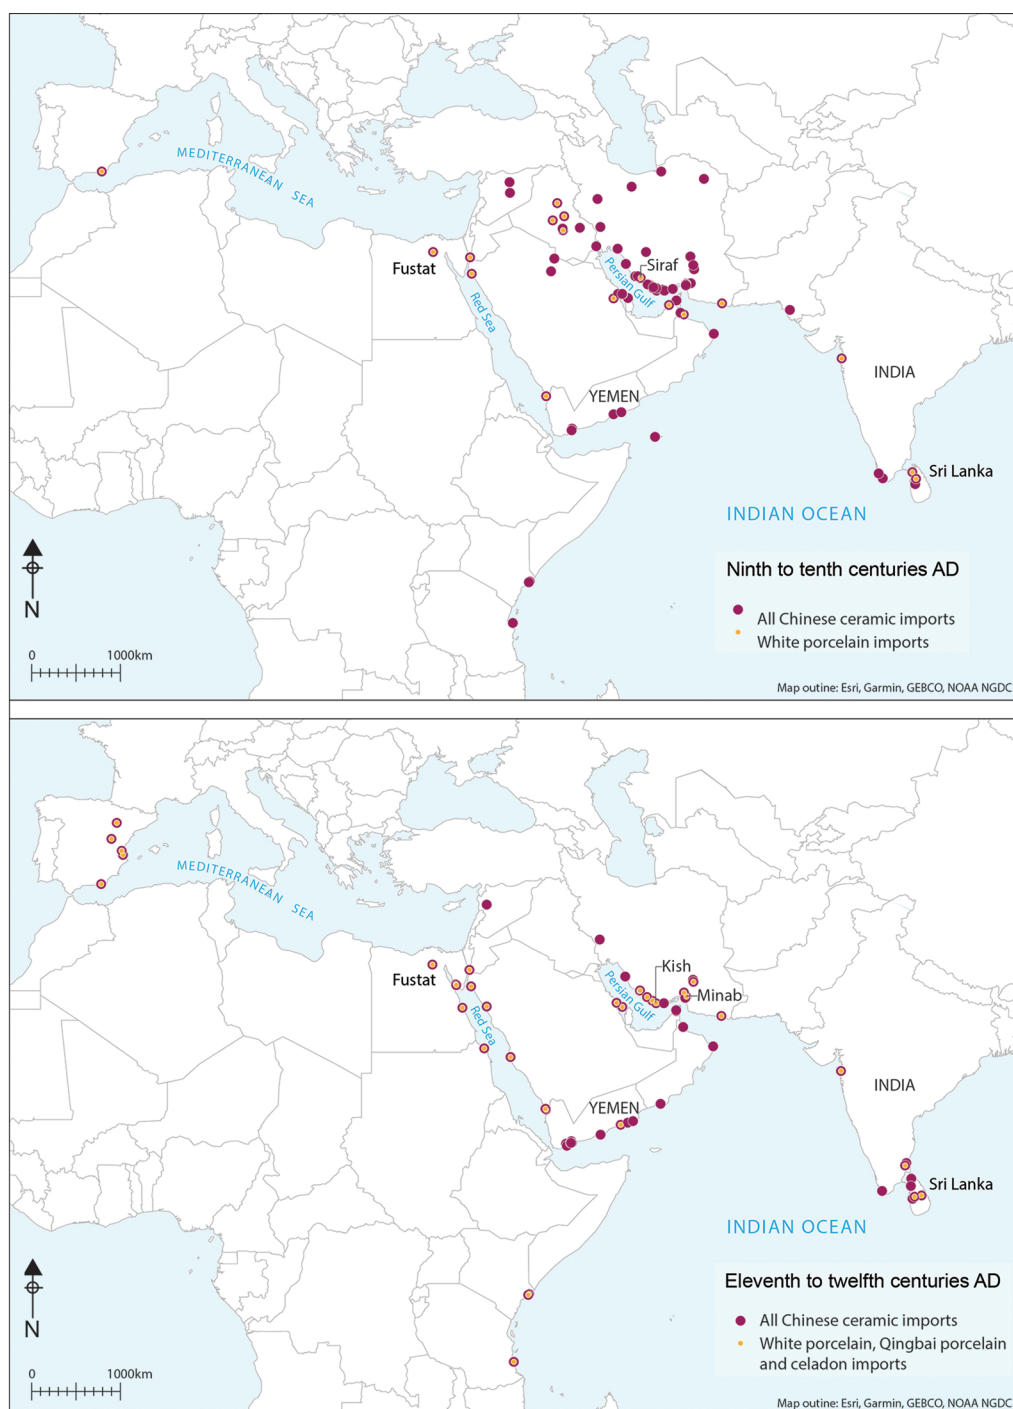 MEDITERRANEAN SEA
Fustat
Siraf
Persian Gulf
Red Sea
YEMEN
INDIA
Sri Lanka
INDIAN OCEAN
Ninth to tenth centuries AD
All Chinese ceramic imports
White porcelain imports
N
0 1000km
Map outine: Esri, Garmin, GEBCO, NOAA NGDC
MEDITERRANEAN SEA
Fustat
Kish
Minab
Persian Gulf
Red Sea
YEMEN
INDIA
Sri Lanka
INDIAN OCEAN
Eleventh to twelfth centuries AD
All Chinese ceramic imports
White porcelain, Qingbai porcelain
and celadon imports
N
0 1000km
Map outine: Esri, Garmin, GEBCO, NOAA NGDC